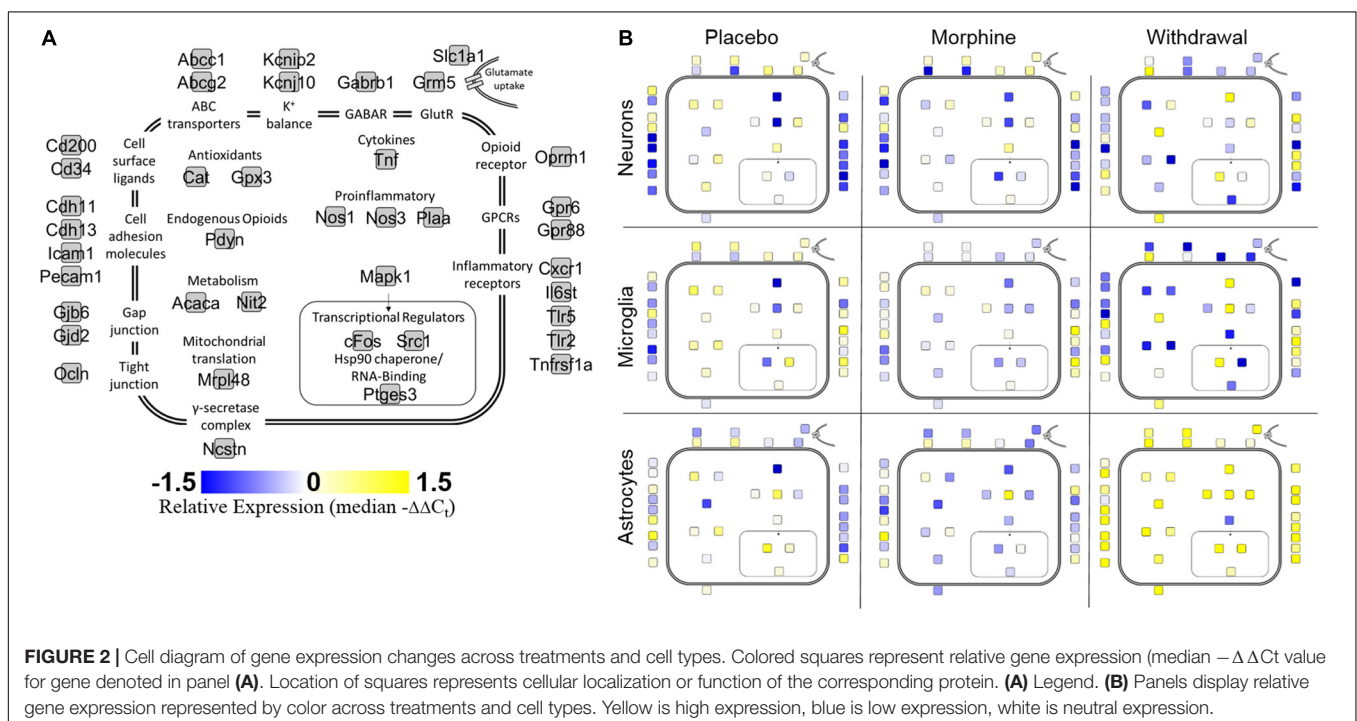 A
Abcc1
Kcnip2
Slc1a1
Abcg2
Kcnj10
Gabrb1
Grm5
Glutamate
uptake
ABC
transporters
K+
balance
GABAR
GlutR
Cd200
Cd34
Cell
surface
ligands
Antioxidants
Cat
Gpx3
Cytokines
Tnf
Opioid
receptor
Oprm1
Cdh11
Cdh13
Icam1
Pecam1
Cell
adhesion
molecules
Endogenous Opioids
Pdyn
Proinflammatory
Nos1
Nos3
Plaa
GPCRs
Gpr6
Gpr88
Metabolism
Acaca
Nit2
Mapk1
Inflammatory
receptors
Cxcr1
Il6st
Tlr5
Tlr2
Tnfrsf1a
Gjb6
Gjd2
Gap
junction
Ocln
Tight
junction
Mitochondrial
translation
Mrpl48
Transcriptional Regulators
cFos
Src1
Hsp90 chaperone/
RNA-Binding
Ptges3
γ-secretase
complex
Ncstn
-1.5
0
1.5
Relative Expression (median -ΔΔCt)
B
Placebo
Morphine
Withdrawal
Neurons
Microglia
Astrocytes
FIGURE 2 | Cell diagram of gene expression changes across treatments and cell types. Colored squares represent relative gene expression (median −ΔΔCt value
for gene denoted in panel (A). Location of squares represents cellular localization or function of the corresponding protein. (A) Legend. (B) Panels display relative
gene expression represented by color across treatments and cell types. Yellow is high expression, blue is low expression, white is neutral expression.